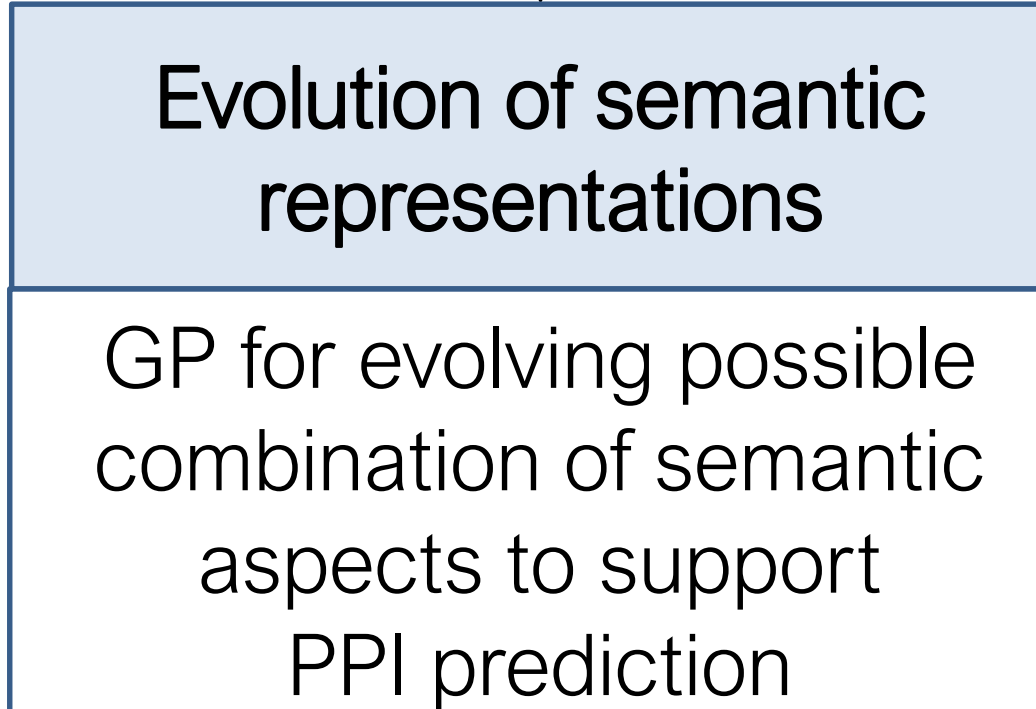 Evolution of semantic
representations
GP for evolving possible
combination of semantic
aspects to support
PPI prediction